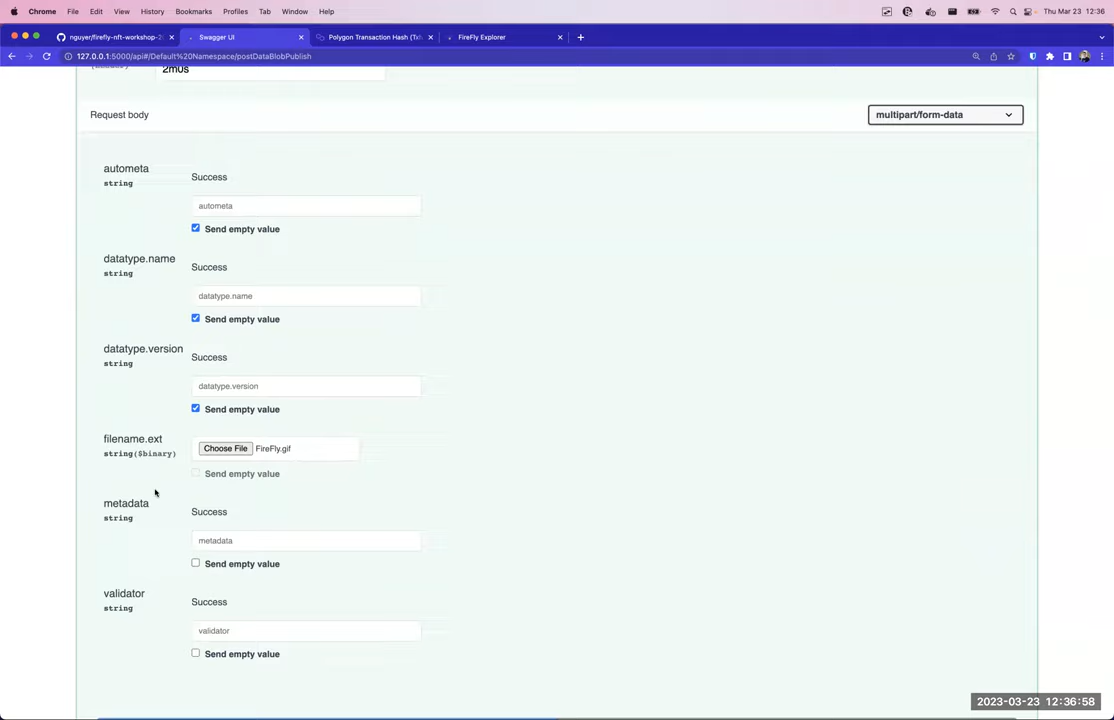 Chrome File Edit View History Bookmarks Profiles Tab Window Help Thu Mar 23 12:36
nguyer/firefly-nft-workshop-2 Swagger UI Polygon Transaction Hash (Txh FireFly Explorer
127.0.0.1:5000/api#/Default%20Namespace/postDataBlobPublish
2m0s
Request body multipart/form-data
autometa
string
Success
autometa
Send empty value
datatype.name
string
Success
datatype.name
Send empty value
datatype.version
string
Success
datatype.version
Send empty value
filename.ext
string($binary)
Choose File FireFly.gif
Send empty value
metadata
string
Success
metadata
Send empty value
validator
string
Success
validator
Send empty value
2023-03-23 12:36:58